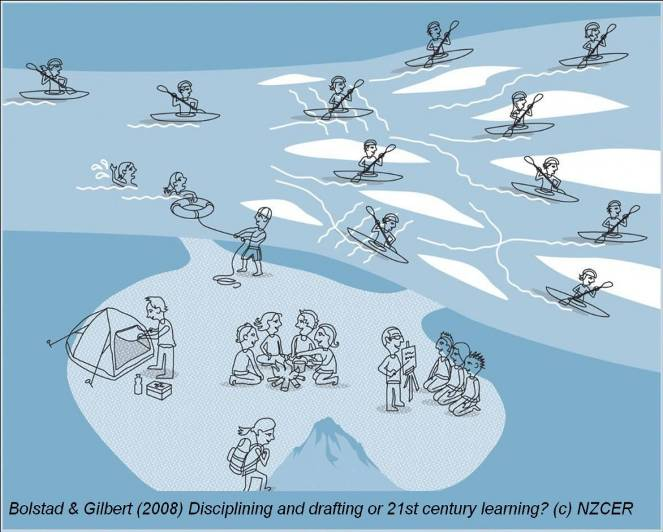 Bolstad & Gilbert (2008) Disciplining and drafting or 21st century learning? (c) NZCER